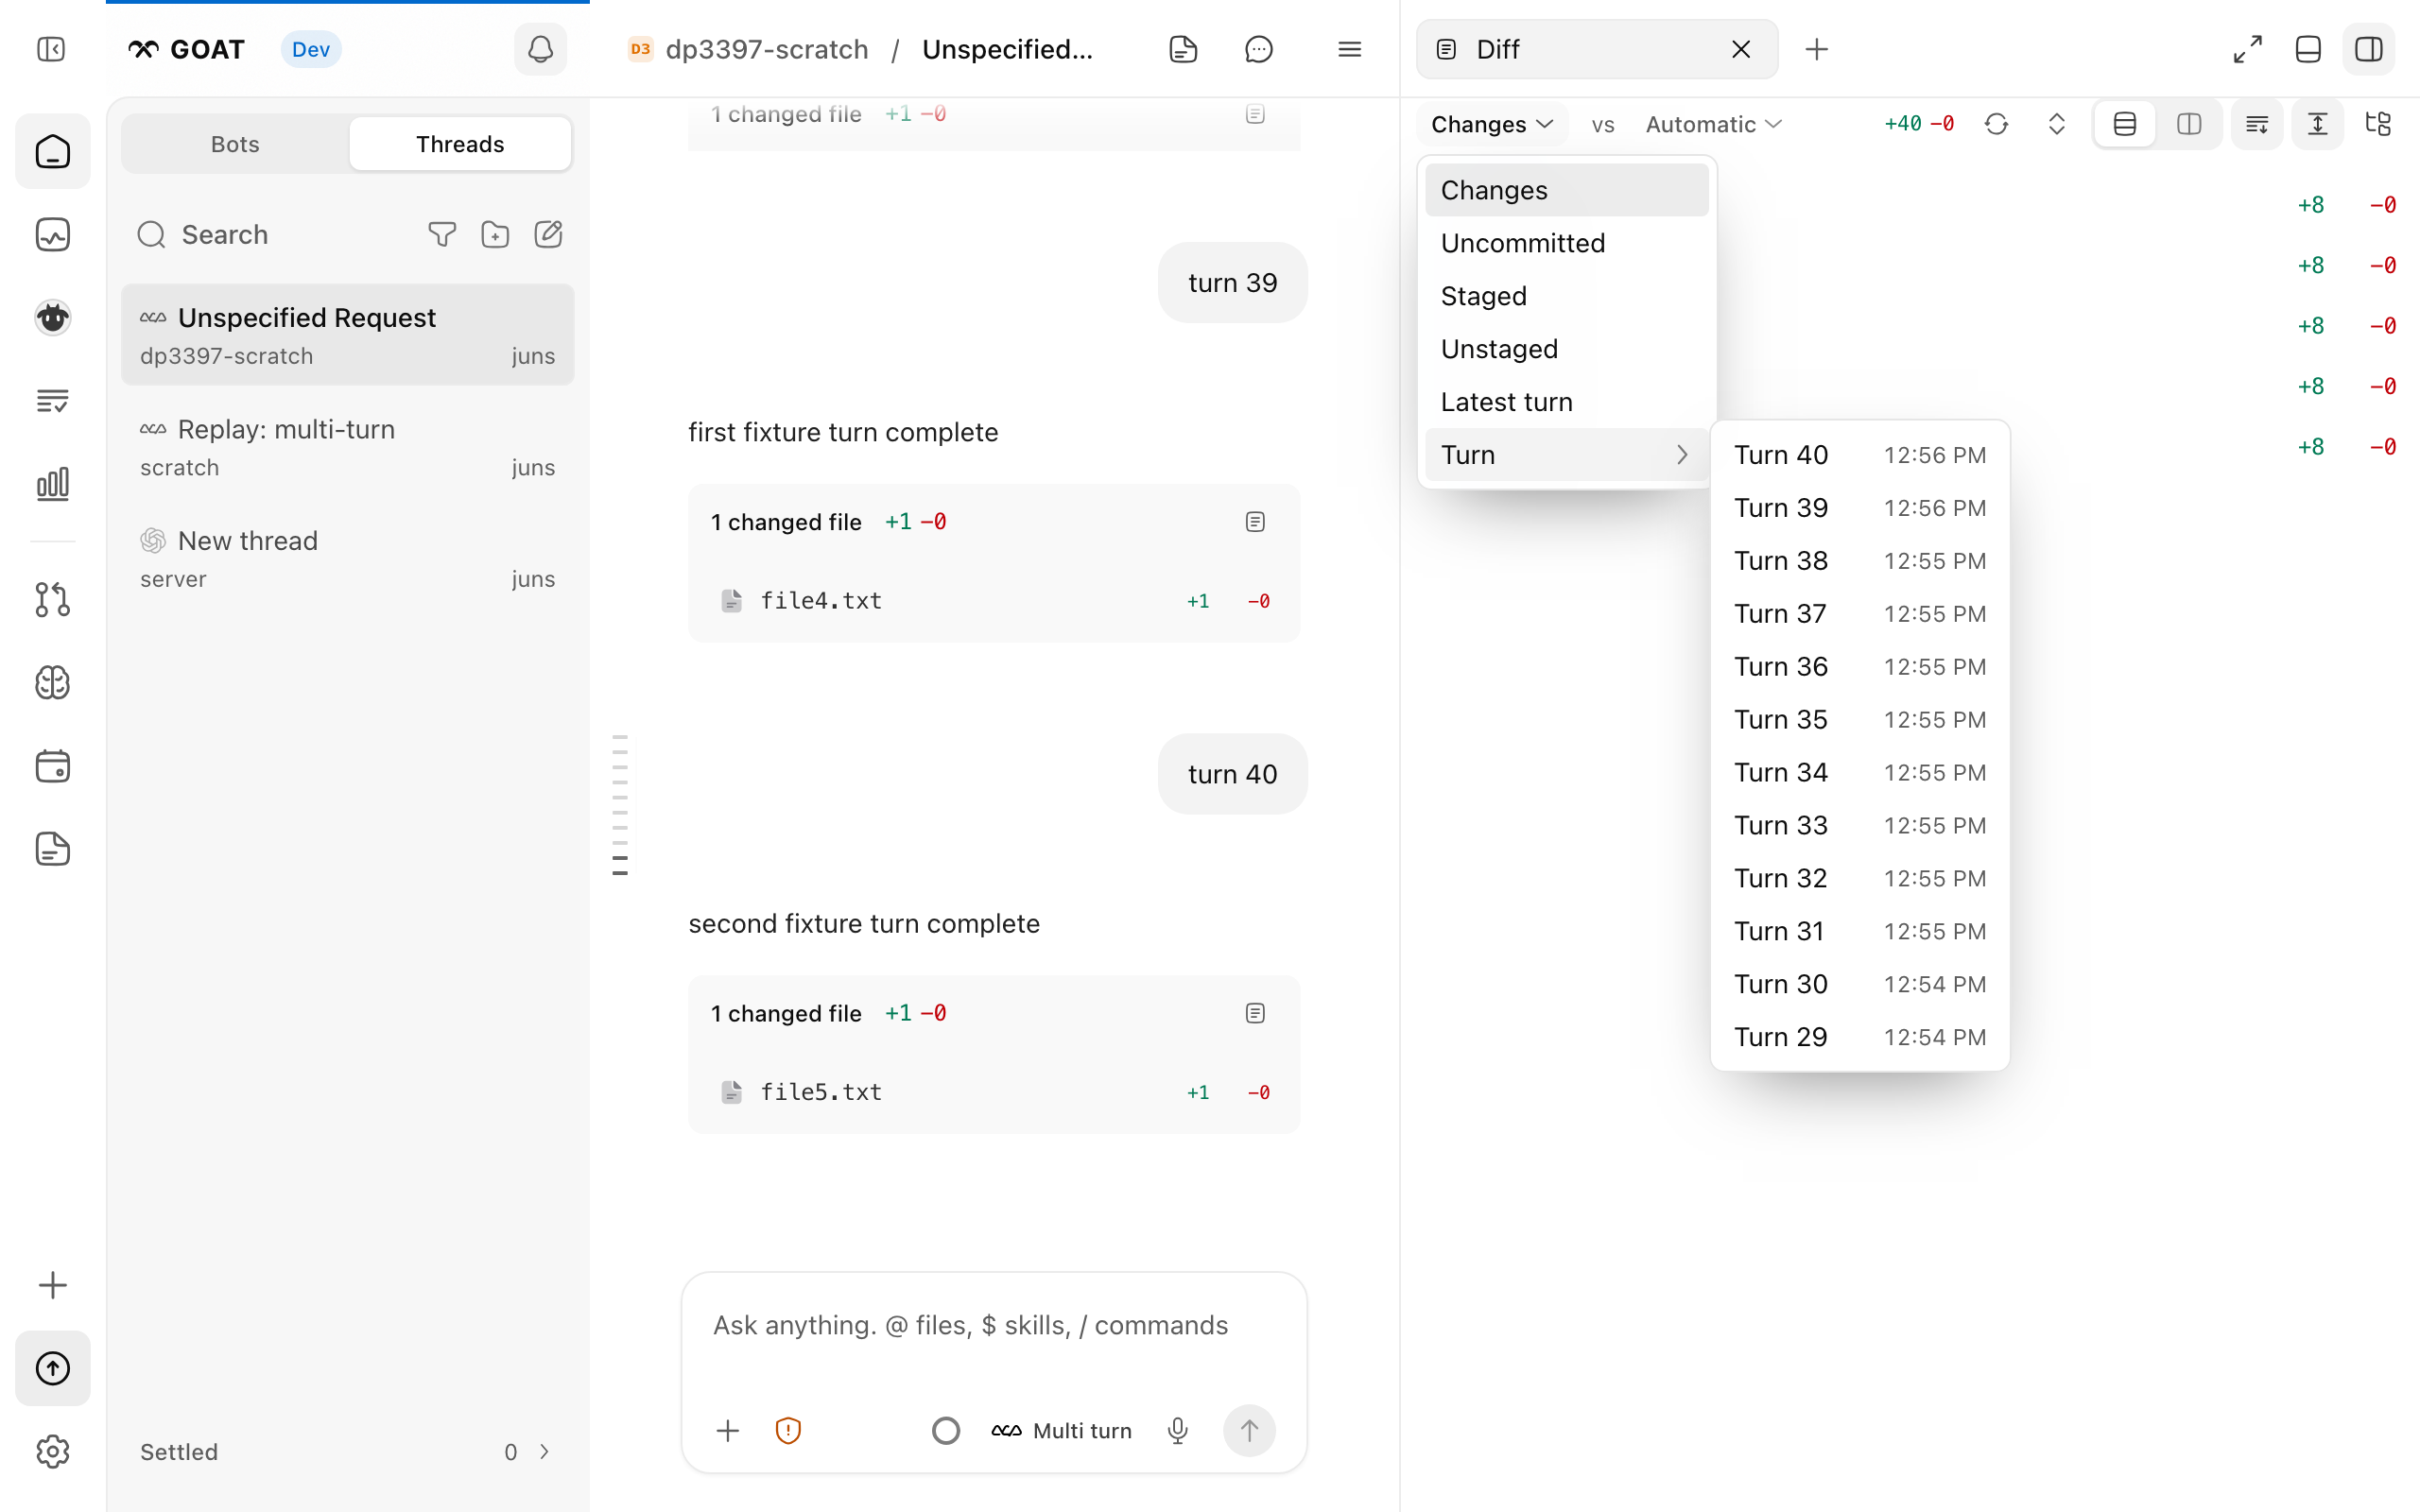 GOAT
Dev
Bots
Threads
Search
Unspecified Request
dp3397-scratch
juns
Replay: multi-turn
scratch
juns
New thread
server
juns
Settled
0
D3 dp3397-scratch / Unspecified...
1 changed file +1 −0
turn 39
first fixture turn complete
1 changed file +1 −0
file4.txt +1 −0
turn 40
second fixture turn complete
1 changed file +1 −0
file5.txt +1 −0
Ask anything. @ files, $ skills, / commands
Multi turn
Diff
Changes vs Automatic +40 −0
+8 −0
+8 −0
+8 −0
+8 −0
+8 −0
Changes
Uncommitted
Staged
Unstaged
Latest turn
Turn
Turn 40 12:56 PM
Turn 39 12:56 PM
Turn 38 12:55 PM
Turn 37 12:55 PM
Turn 36 12:55 PM
Turn 35 12:55 PM
Turn 34 12:55 PM
Turn 33 12:55 PM
Turn 32 12:55 PM
Turn 31 12:55 PM
Turn 30 12:54 PM
Turn 29 12:54 PM